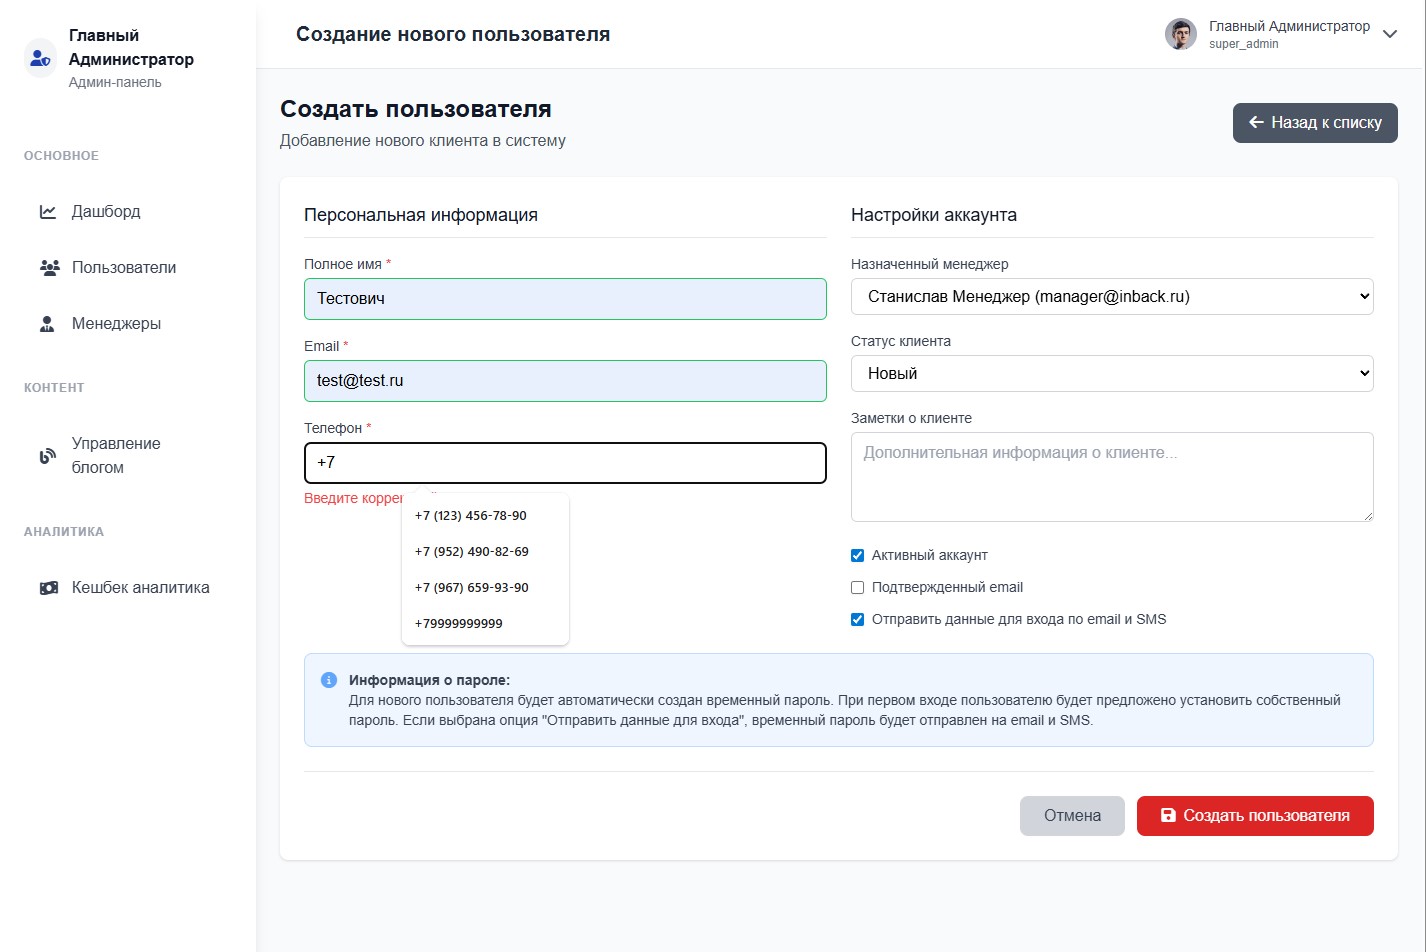 Главный
Администратор
Админ-панель
ОСНОВНОЕ
Дашборд
Пользователи
Менеджеры
КОНТЕНТ
Управление
блогом
АНАЛИТИКА
Кешбек аналитика
Создание нового пользователя
Главный Администратор
super_admin
Создать пользователя
Добавление нового клиента в систему
Назад к списку
Персональная информация
Полное имя *
Тестович
Email *
test@test.ru
Телефон *
+7
Введите
+7 (123) 456-78-90
+7 (952) 490-82-69
+7 (967) 659-93-90
+79999999999
Настройки аккаунта
Назначенный менеджер
Станислав Менеджер (manager@inback.ru)
Статус клиента
Новый
Заметки о клиенте
Дополнительная информация о клиенте...
Активный аккаунт
Подтвержденный email
Отправить данные для входа по email и SMS
Информация о пароле:
Для нового пользователя будет автоматически создан временный пароль. При первом входе пользователю будет предложено установить собственный
пароль. Если выбрана опция "Отправить данные для входа", временный пароль будет отправлен на email и SMS.
Отмена
Создать пользователя